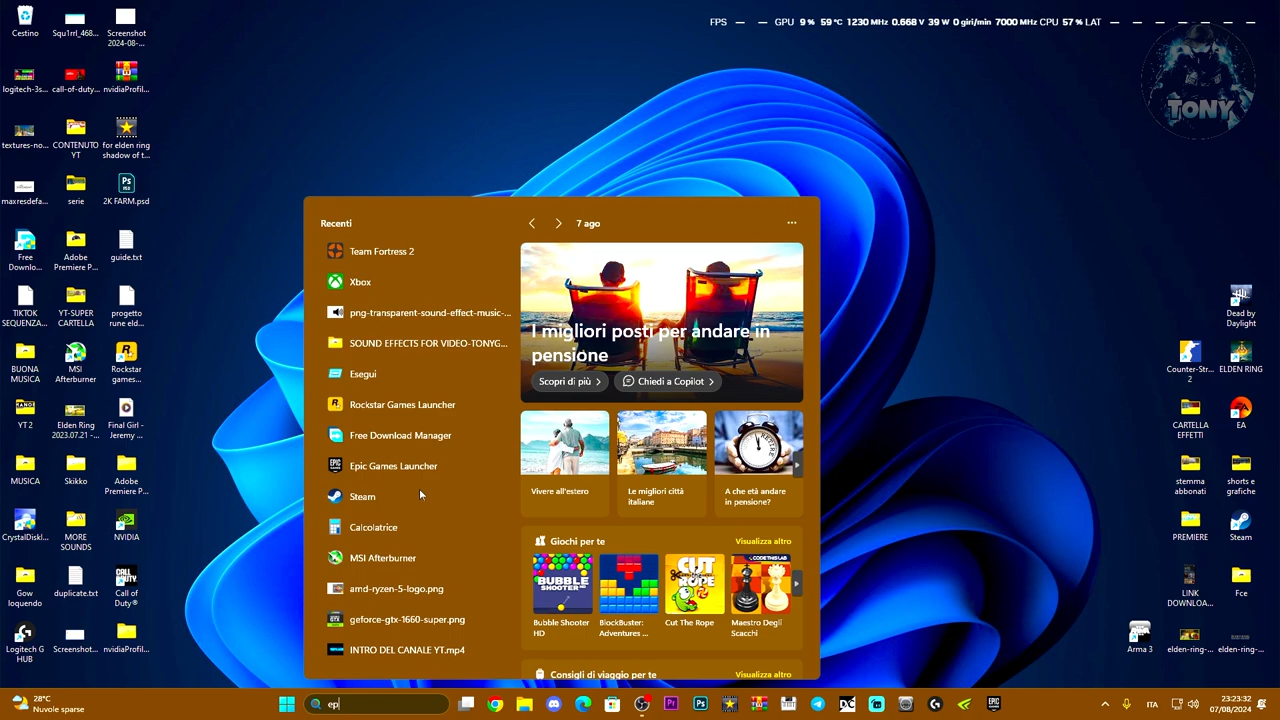 FPS — — GPU 9 % 59 °C 1230 MHz 0.668 V 39 W 0 giri/min 7000 MHz CPU 57 % LAT — — — — — — —
TONY
Cestino
Squ1rrl_468...
Screenshot
2024-08-...
logitech-3s...
call-of-duty...
nvidiaProfil...
textures-no...
CONTENUTO
YT
for elden ring
shadow of t...
maxresdefa...
serie
2K FARM.psd
Free
Downlo...
Adobe
Premiere P...
guide.txt
TIKTOK
SEQUENZA...
YT-SUPER
CARTELLA
progetto
rune eld...
BUONA
MUSICA
MSI
Afterburner
Rockstar
games...
YT 2
Elden Ring
2023.07.21 -...
Final Girl -
Jeremy ...
MUSICA
Skikko
Adobe
Premiere P...
CrystalDiskI...
MORE
SOUNDS
NVIDIA
Gow
loquendo
duplicate.txt
Call of
Duty®
Logitech G
HUB
Screenshot...
nvidiaProfil...
Recenti
Team Fortress 2
Xbox
png-transparent-sound-effect-music-...
SOUND EFFECTS FOR VIDEO-TONYG...
Esegui
Rockstar Games Launcher
Free Download Manager
Epic Games Launcher
Steam
Calcolatrice
MSI Afterburner
amd-ryzen-5-logo.png
geforce-gtx-1660-super.png
INTRO DEL CANALE YT.mp4
7 ago
I migliori posti per andare in
pensione
Scopri di più
Chiedi a Copilot
Vivere all'estero
Le migliori città
italiane
A che età andare
in pensione?
Giochi per te
Visualizza altro
BUBBLE
SHOOTER
CUT
ROPE
Bubble Shooter
HD
BlockBuster:
Adventures ...
Cut The Rope
Maestro Degli
Scacchi
Consigli di viaggio per te
Visualizza altro
Dead by
Daylight
Counter-Str...
2
ELDEN RING
CARTELLA
EFFETTI
EA
stemma
abbonati
shorts e
grafiche
PREMIERE
Steam
LINK
DOWNLOA...
Fce
Arma 3
elden-ring-...
elden-ring-...
28°C
Nuvole sparse
ep
ITA
23:23:32
07/08/2024